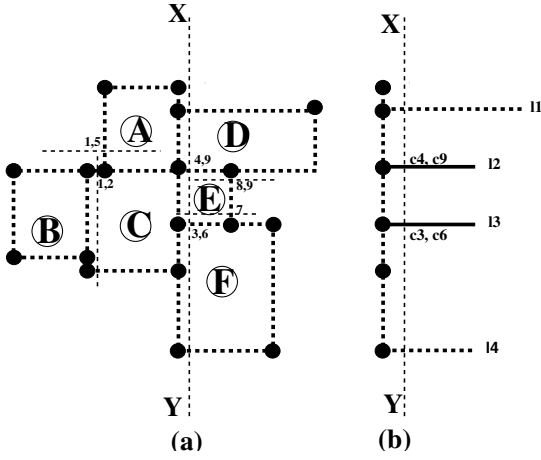 X
X
A
D
l1
1,5
4,9
c4, c9
l2
1,2
8,9
E
B
C
7
3,6
c3, c6
l3
F
l4
Y
Y
(a)
(b)